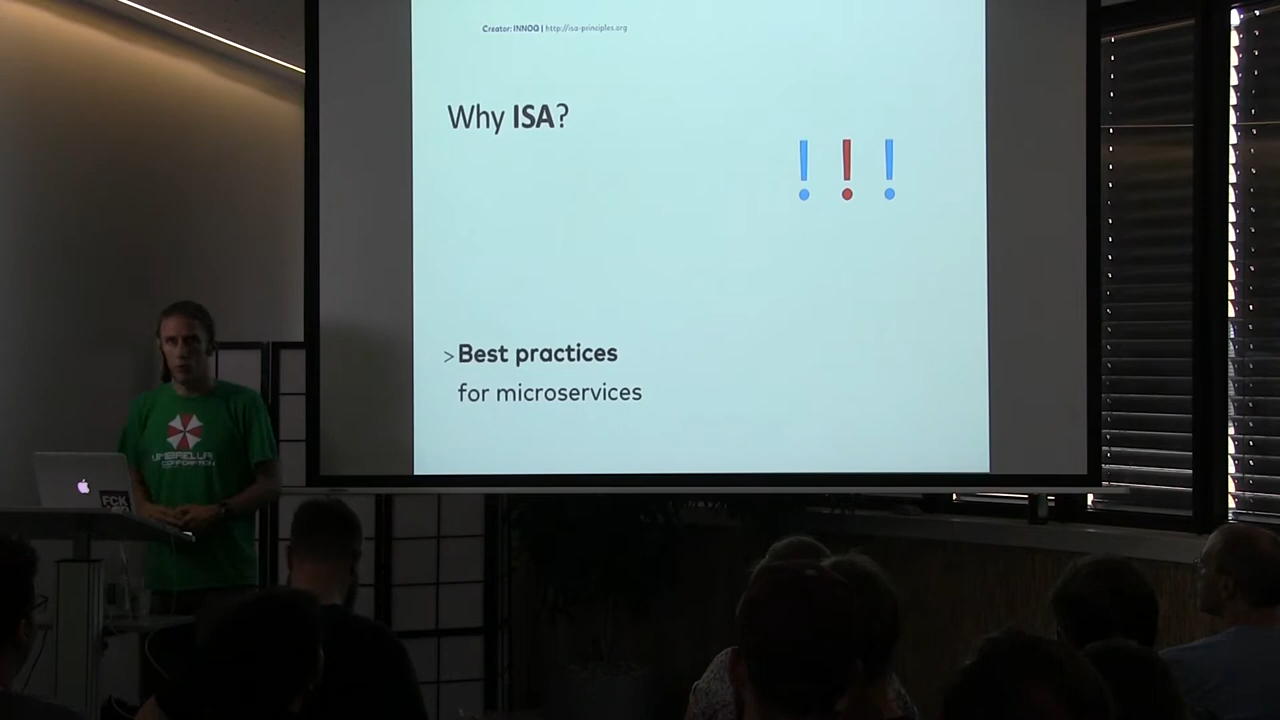 Creator: INNOQ | http://isa-principles.org
Why ISA?
! ! !
> Best practices
for microservices
UMBRELLA
CORPORATION
FCK